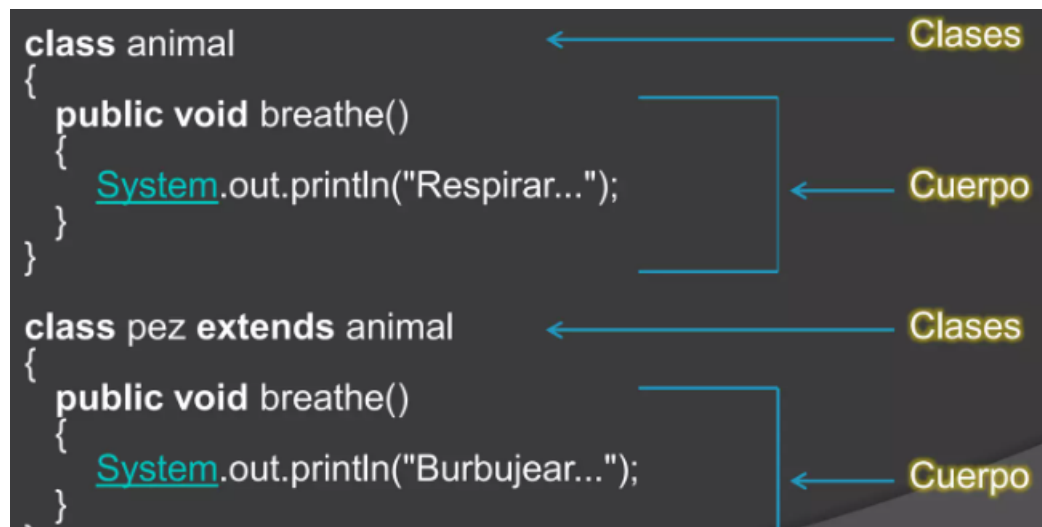 class animal Clases
{
public void breathe()
{
System.out.println("Respirar..."); Cuerpo
}
}
class pez extends animal Clases
{
public void breathe()
{
System.out.println("Burbujear..."); Cuerpo
}
}